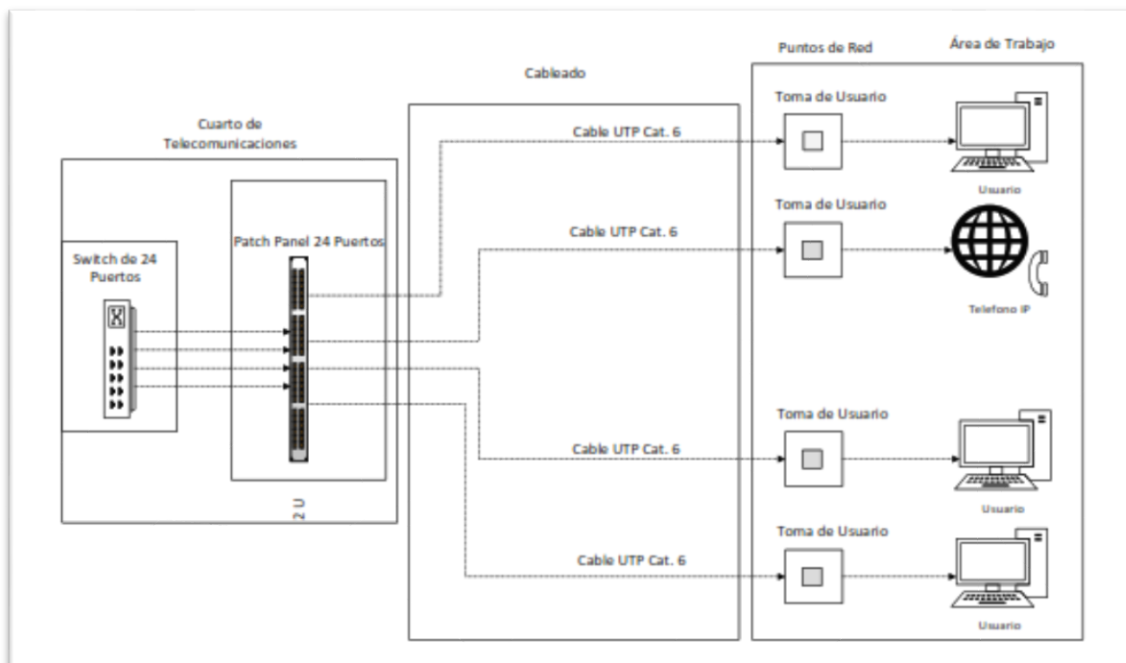 Puntos de Red
Área de Trabajo
Cableado
Toma de Usuario
Cuarto de
Telecomunicaciones
Cable UTP Cat. 6
Usuario
Toma de Usuario
Patch Panel 24 Puertos
Cable UTP Cat. 6
Switch de 24
Puertos
Telefono IP
Toma de Usuario
Cable UTP Cat. 6
2 U
Usuario
Toma de Usuario
Cable UTP Cat. 6
Usuario